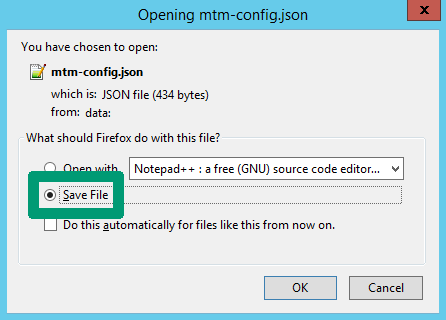 Opening mtm-config.json
x
You have chosen to open:
mtm-config.json
which is: JSON file (434 bytes)
from: data:
What should Firefox do with this file?
Open with Notepad++ : a free (GNU) source code editor...
Save File
Do this automatically for files like this from now on.
OK Cancel